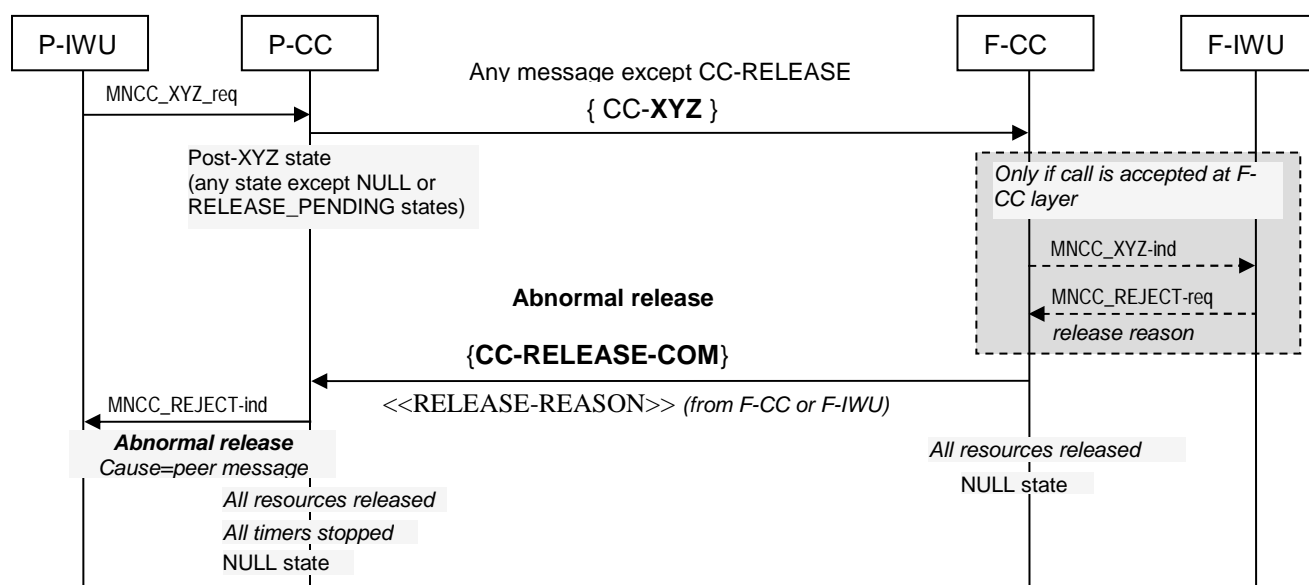 P-IWU
P-CC
F-CC
F-IWU
Any message except CC-RELEASE
MNCC_XYZ_req
{ CC-XYZ }
Post-XYZ state
(any state except NULL or
RELEASE_PENDING states)
Only if call is accepted at F-
CC layer
MNCC_XYZ-ind
MNCC_REJECT-req
release reason
Abnormal release
{CC-RELEASE-COM}
<<RELEASE-REASON>> (from F-CC or F-IWU)
MNCC_REJECT-ind
Abnormal release
Cause=peer message
All resources released
All timers stopped
NULL state
All resources released
NULL state